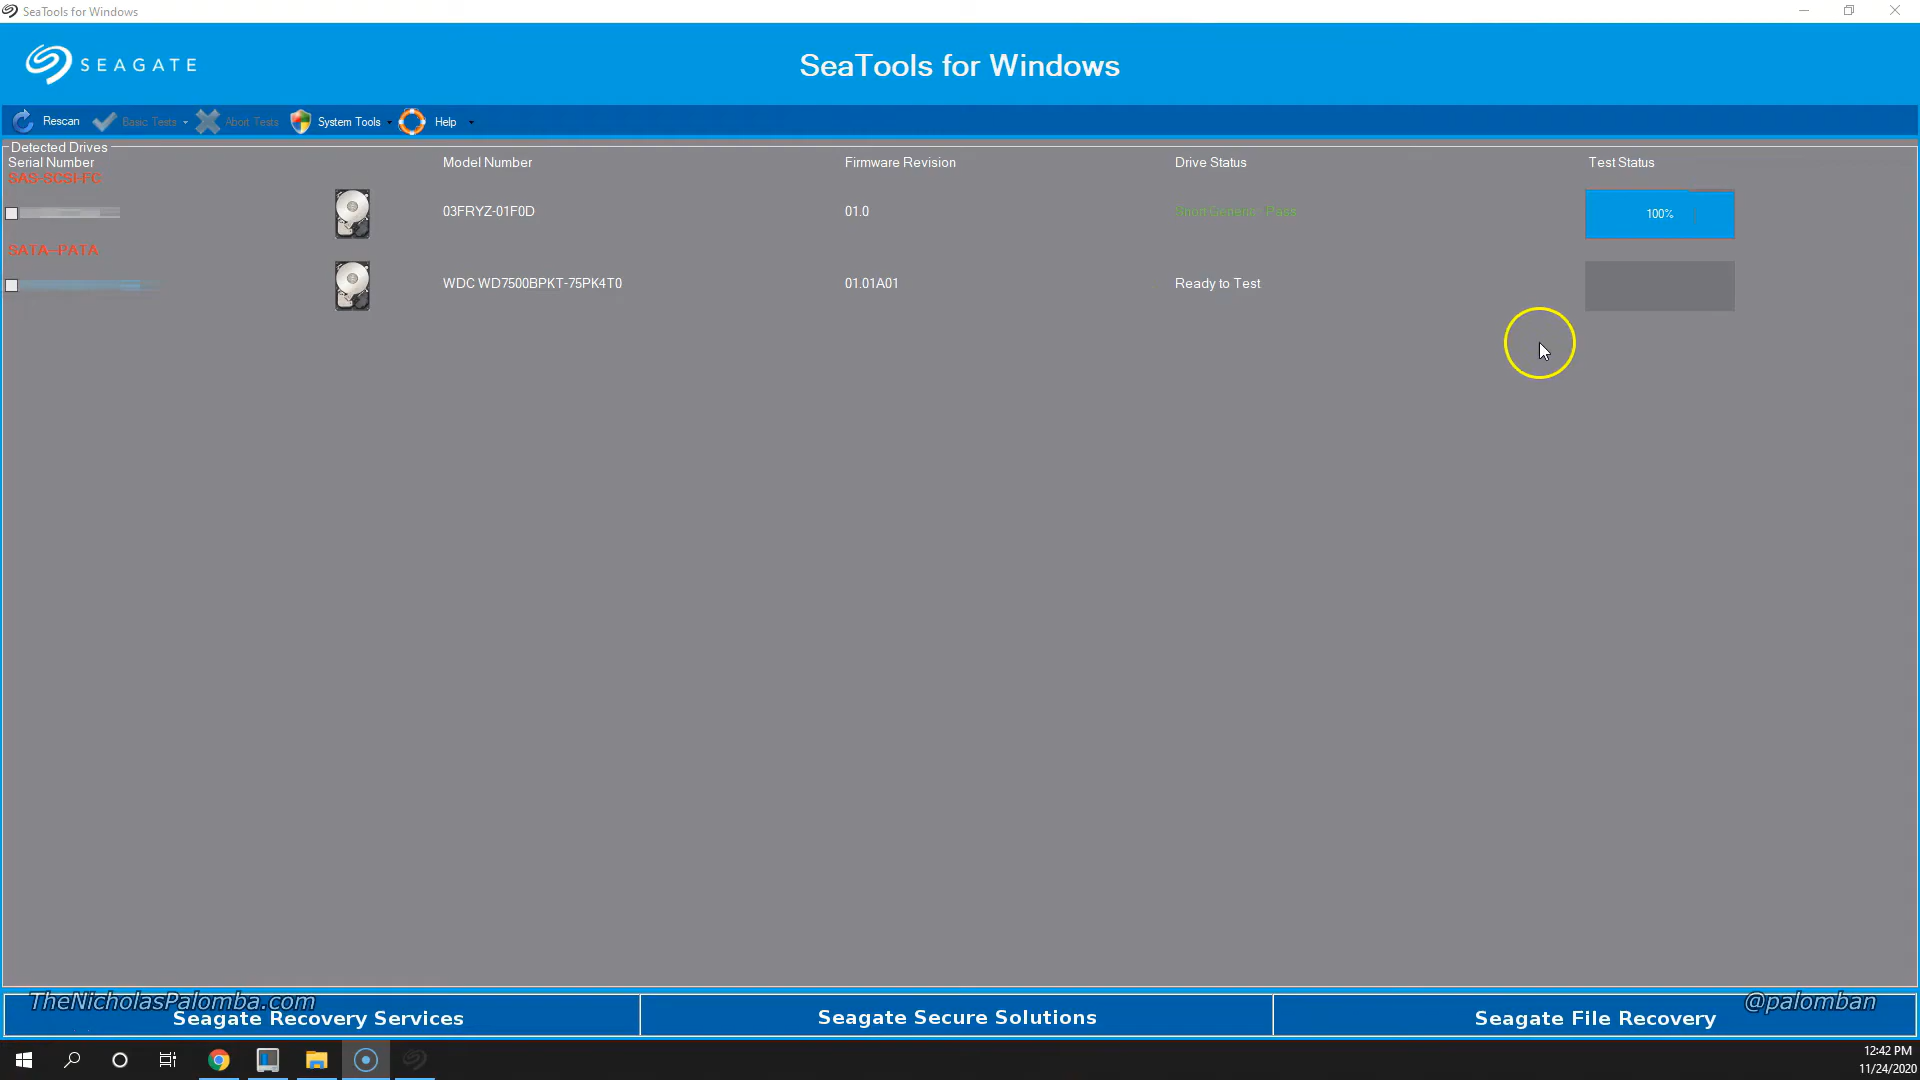 SeaTools for Windows
SEAGATE
SeaTools for Windows
Rescan Basic Tests Abort Tests System Tools Help
Detected Drives
Serial Number Model Number Firmware Revision Drive Status Test Status
SAS-SCSI-FC
03FRYZ-01F0D 01.0 Short Generic - Pass 100%
SATA--PATA
WDC WD7500BPKT-75PK4T0 01.01A01 Ready to Test
TheNicholasPalomba.com @palomban
Seagate Recovery Services Seagate Secure Solutions Seagate File Recovery
12:42 PM
11/24/2020